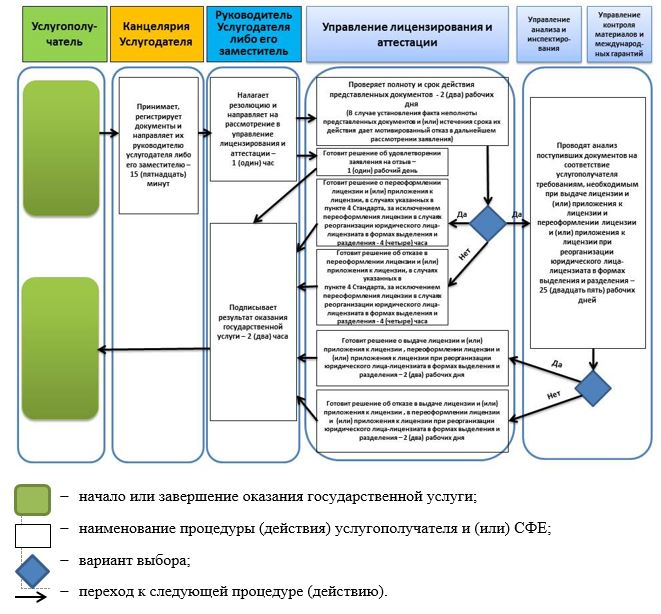 Услугополу-
чатель
Канцелярия
Услугодателя
Руководитель
Услугодателя
либо его
заместитель
Управление лицензирования и
аттестации
Управление
анализа и
инспектиро-
вания
Управление
контроля
материалов и
международ-
ных гарантий
Принимает,
регистрирует
документы и
направляет их
руководителю
услугодателя либо
его заместителю –
15 (пятнадцать)
минут
Налагает
резолюцию и
направляет на
рассмотрение в
управление
лицензирования и
аттестации –
1 (один) час
Проверяет полноту и срок действия
представленных документов - 2 (два) рабочих
дня
(В случае установления факта неполноты
представленных документов и (или) истечения срока их
действия дает мотивированный отказ в дальнейшем
рассмотрении заявления)
Готовит решение об удовлетворении
заявления на отзыв –
1 (один) рабочий день
Готовит решение о переоформлении
лицензии и (или) приложения к
лицензии, в случаях указанных в
пункте 4 Стандарта, за исключением
переоформления лицензии в случаях
реорганизации юридического лица-
лицензиата в формах выделения и
разделения - 4 (четыре) часа
Да
Да
Нет
Готовит решение об отказе в
переоформлении лицензии и (или)
приложения к лицензии, в случаях
указанных в
пункте 4 Стандарта, за исключением
переоформления лицензии в случаях
реорганизации юридического лица-
лицензиата в формах выделения и
разделения - 4 (четыре) часа
Проводят анализ
поступивших документов на
соответствие
услугополучателя
требованиям, необходимым
при выдаче лицензии и
(или) приложения к
лицензии и
переоформлении лицензии
и (или) приложения к
лицензии при
реорганизации
юридического лица-
лицензиата в формах
выделения и разделения –
25 (двадцать пять) рабочих
дней
Подписывает
результат оказания
государственной
услуги – 2 (два) часа
Готовит решение о выдаче лицензии и (или)
приложения к лицензии , переоформлении лицензии и
(или) приложения к лицензии при реорганизации
юридического лица-лицензиата в формах выделения и
разделения – 2 (два) рабочих дня
Да
Нет
Готовит решение об отказе в выдаче лицензии и (или)
приложения к лицензии , в переоформлении лицензии
и (или) приложения к лицензии при реорганизации
юридического лица-лицензиата в формах выделения и
разделения – 2 (два) рабочих дня
– начало или завершение оказания государственной услуги;
– наименование процедуры (действия) услугополучателя и (или) СФЕ;
– вариант выбора;
– переход к следующей процедуре (действию).